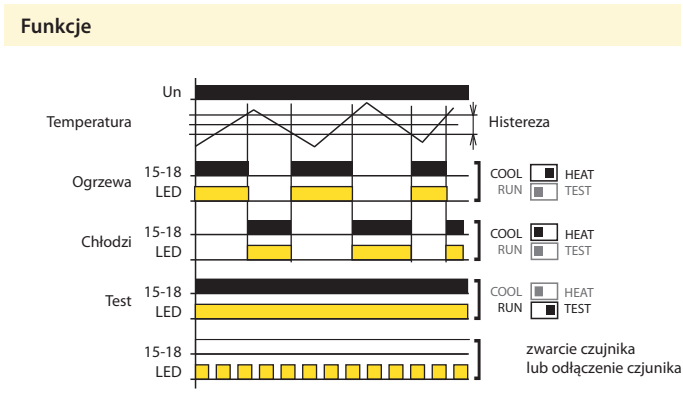 Funkcje
Un
Temperatura
Histereza
Ogrzewa
15-18
LED
COOL HEAT
RUN TEST
Chłodzi
15-18
LED
COOL HEAT
RUN TEST
Test
15-18
LED
COOL HEAT
RUN TEST
15-18
LED
zwarcie czujnika
lub odłączenie czjunika